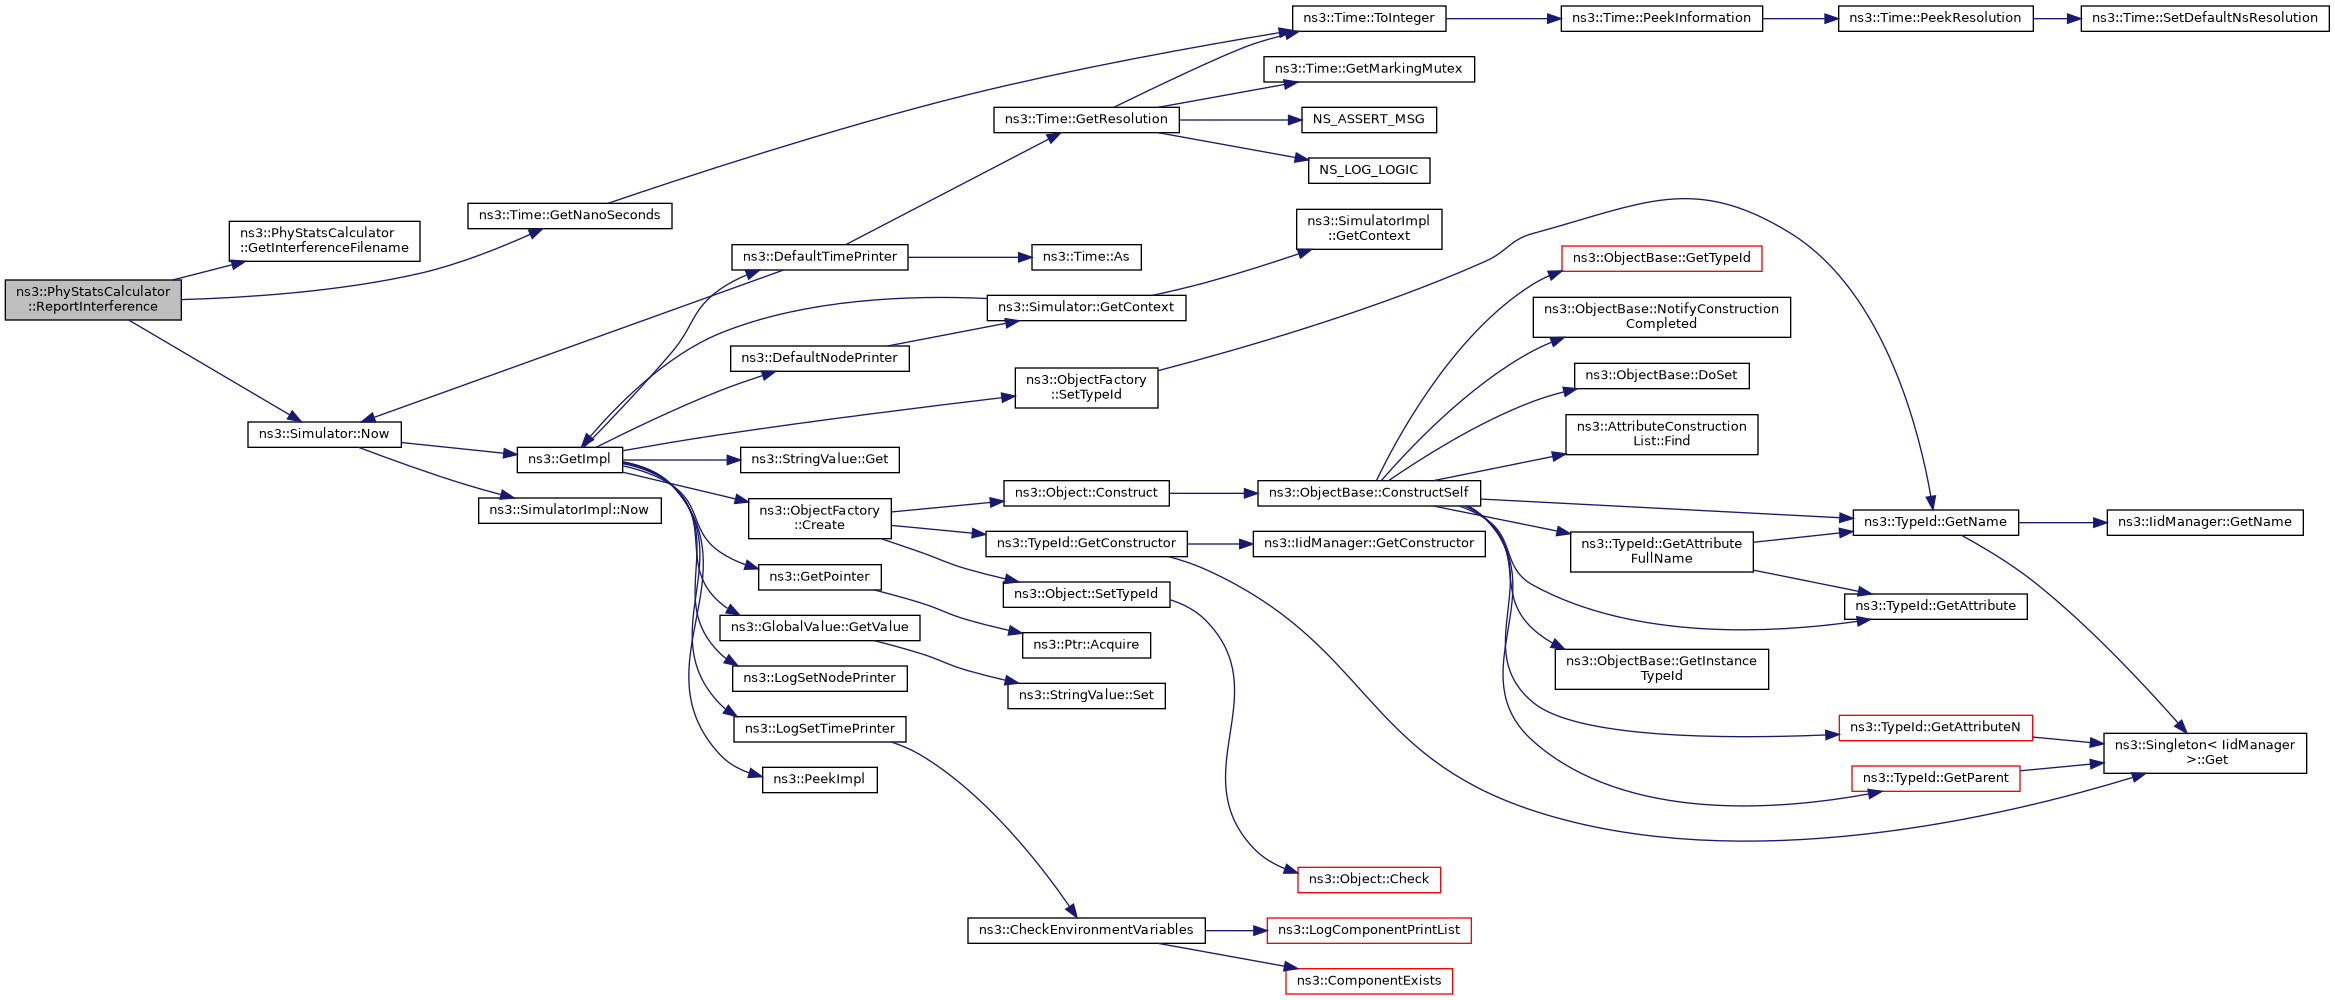 ns3::PhyStatsCalculator
::ReportInterference
ns3::PhyStatsCalculator
::GetInterferenceFilename
ns3::Time::GetNanoSeconds
ns3::Simulator::Now
ns3::GetImpl
ns3::SimulatorImpl::Now
ns3::DefaultTimePrinter
ns3::DefaultNodePrinter
ns3::StringValue::Get
ns3::ObjectFactory
::Create
ns3::GetPointer
ns3::GlobalValue::GetValue
ns3::LogSetNodePrinter
ns3::LogSetTimePrinter
ns3::PeekImpl
ns3::Time::GetResolution
ns3::Time::As
ns3::Simulator::GetContext
ns3::ObjectFactory
::SetTypeId
ns3::Object::Construct
ns3::TypeId::GetConstructor
ns3::Object::SetTypeId
ns3::Ptr::Acquire
ns3::StringValue::Set
ns3::CheckEnvironmentVariables
ns3::Time::ToInteger
ns3::Time::GetMarkingMutex
NS_ASSERT_MSG
NS_LOG_LOGIC
ns3::SimulatorImpl
::GetContext
ns3::ObjectBase::ConstructSelf
ns3::IidManager::GetConstructor
ns3::Object::Check
ns3::LogComponentPrintList
ns3::ComponentExists
ns3::Time::PeekInformation
ns3::ObjectBase::GetTypeId
ns3::ObjectBase::NotifyConstruction
Completed
ns3::ObjectBase::DoSet
ns3::AttributeConstruction
List::Find
ns3::TypeId::GetAttribute
FullName
ns3::ObjectBase::GetInstance
TypeId
ns3::Time::PeekResolution
ns3::TypeId::GetName
ns3::TypeId::GetAttribute
ns3::TypeId::GetAttributeN
ns3::TypeId::GetParent
ns3::Time::SetDefaultNsResolution
ns3::IidManager::GetName
ns3::Singleton< IidManager
>::Get